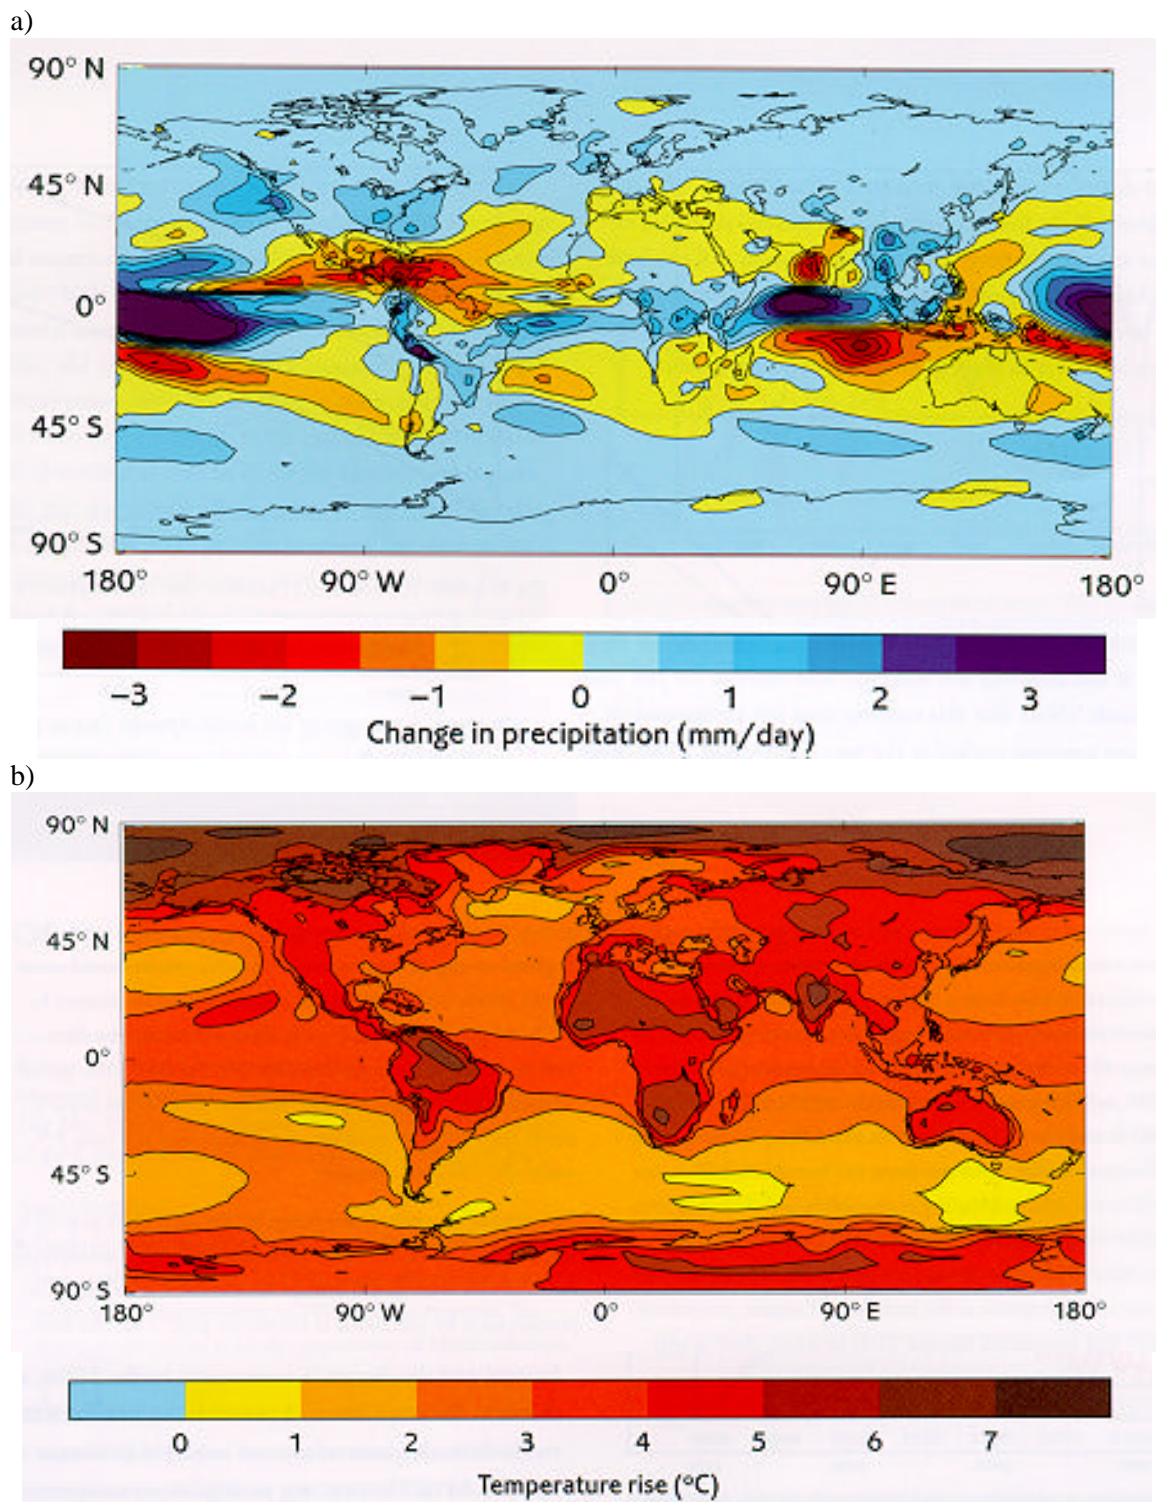 a)
90° N
45° N
0°
45° S
90° S
180° 90° W 0° 90° E 180°
−3 −2 −1 0 1 2 3
Change in precipitation (mm/day)
b)
90° N
45° N
0°
45° S
90° S
180° 90° W 0° 90° E 180°
0 1 2 3 4 5 6 7
Temperature rise (°C)